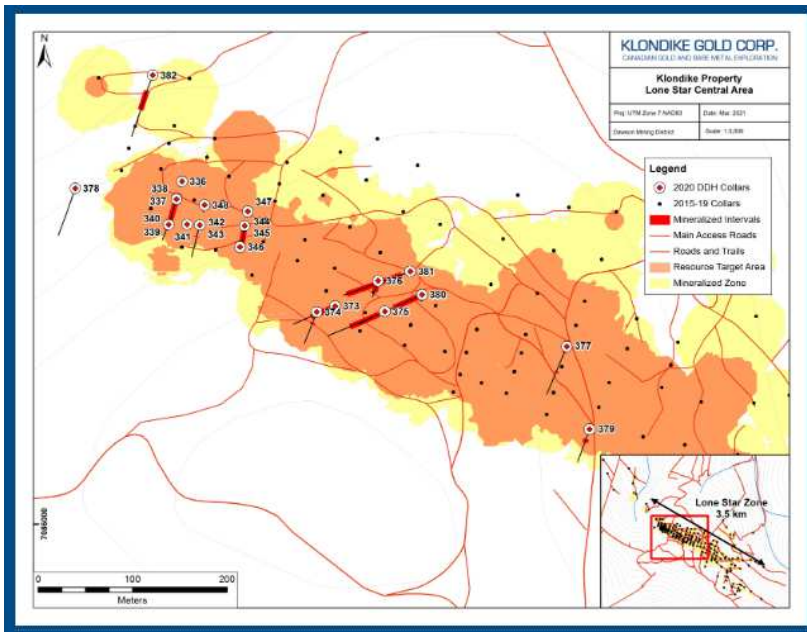 N
KLONDIKE GOLD CORP.
CANADIAN GOLD AND BASE METAL EXPLORATION
Klondike Property
Lone Star Central Area
Proj: UTM Zone 7 NAD83
Date: Mar. 2021
Dawson Mining District
Legend
2020 DDH Collars
2015-19 Collars
Mineralized Intervals
Main Access Roads
Roads and Trails
Resource Target Area
Mineralized Zone
382
378
336
338
337
348
347
340
339
341
342
343
344
345
346
381
376
380
373
374
375
377
379
Lone Star Zone
3.5 km
0
100
200
Meters